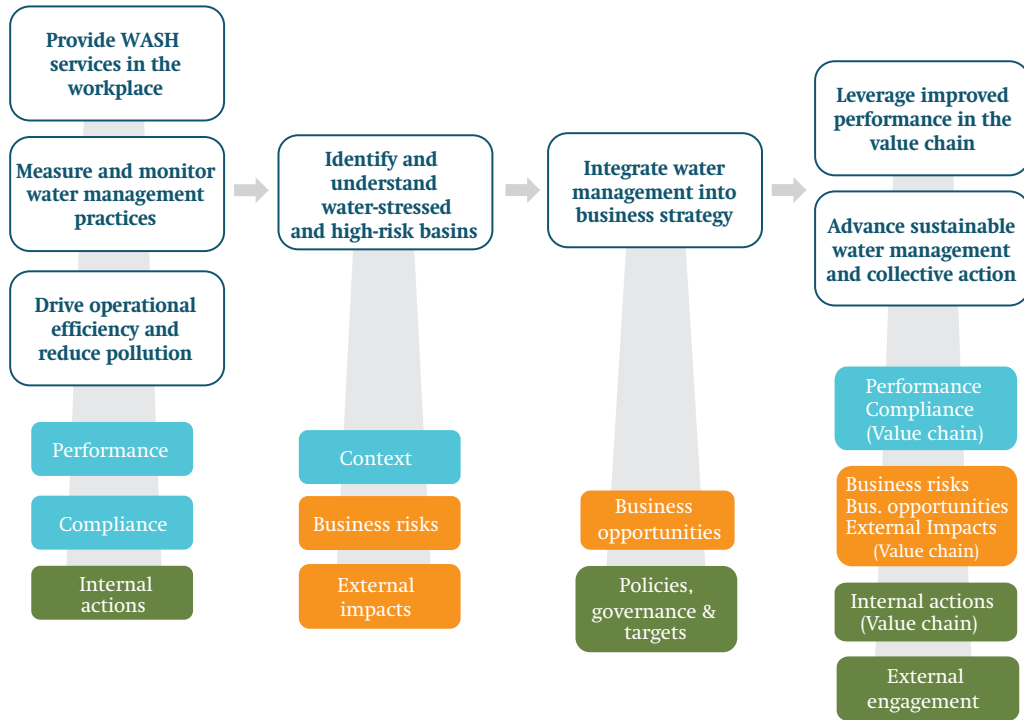 Provide WASH
services in the
workplace
Measure and monitor
water management
practices
Drive operational
efficiency and
reduce pollution
Performance
Compliance
Internal
actions
Identify and
understand
water-stressed
and high-risk basins
Context
Business risks
External
impacts
Integrate water
management into
business strategy
Business
opportunities
Policies,
governance &
targets
Leverage improved
performance in the
value chain
Advance sustainable
water management
and collective action
Performance
Compliance
(Value chain)
Business risks
Bus. opportunities
External Impacts
(Value chain)
Internal actions
(Value chain)
External
engagement